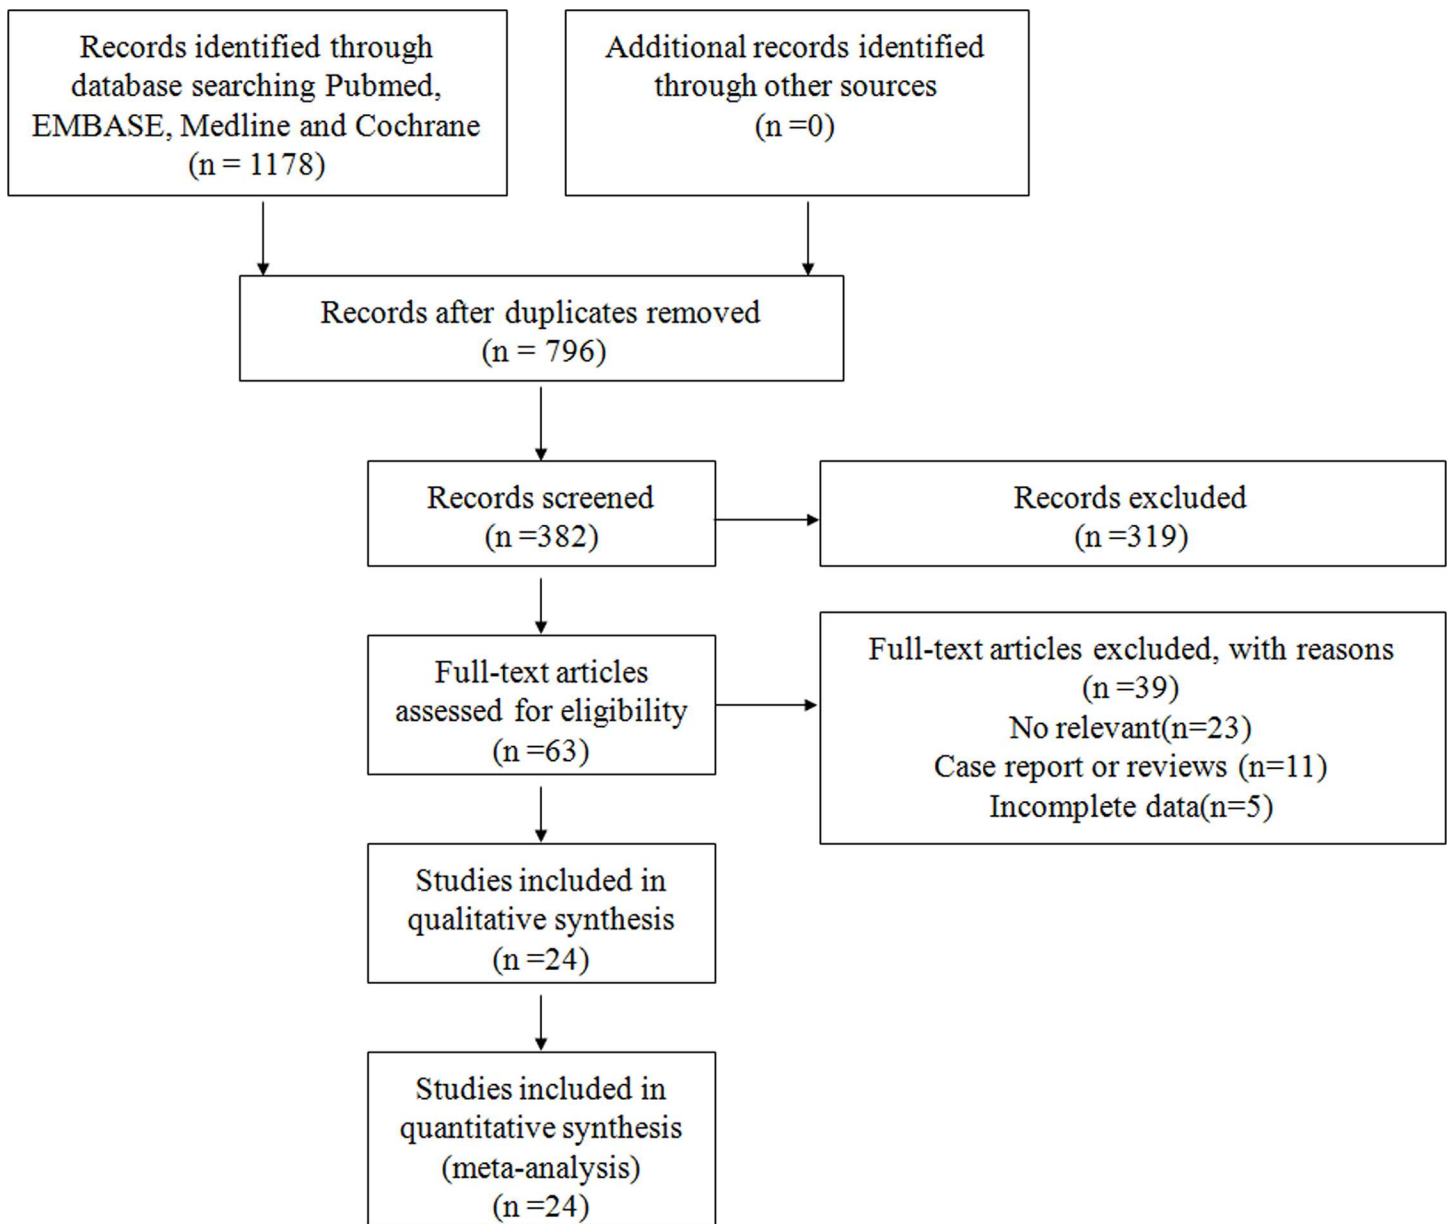 Records identified through
database searching Pubmed,
EMBASE, Medline and Cochrane
(n = 1178)
Additional records identified
through other sources
(n =0)
Records after duplicates removed
(n = 796)
Records screened
(n =382)
Records excluded
(n =319)
Full-text articles
assessed for eligibility
(n =63)
Full-text articles excluded, with reasons
(n =39)
No relevant(n=23)
Case report or reviews (n=11)
Incomplete data(n=5)
Studies included in
qualitative synthesis
(n =24)
Studies included in
quantitative synthesis
(meta-analysis)
(n =24)